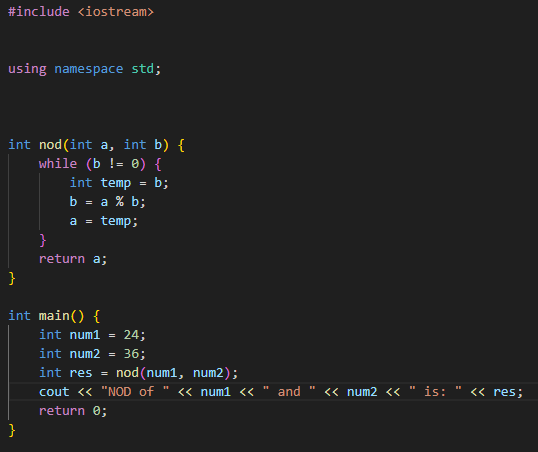 #include <iostream>
using namespace std;
int nod(int a, int b) {
    while (b != 0) {
        int temp = b;
        b = a % b;
        a = temp;
    }
    return a;
}
int main() {
    int num1 = 24;
    int num2 = 36;
    int res = nod(num1, num2);
    cout << "NOD of " << num1 << " and " << num2 << " is: " << res;
    return 0;
}